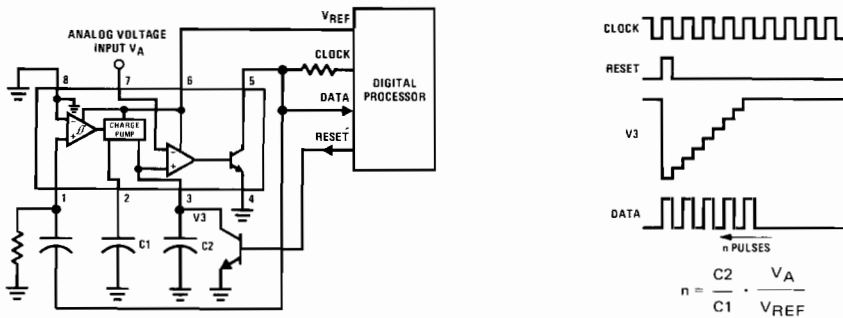 VREF
ANALOG VOLTAGE
INPUT VA
CLOCK
DIGITAL
PROCESSOR
DATA
RESET
8
7
6
5
CHARGE
PUMP
1
2
3
4
V3
C1
C2
CLOCK
RESET
V3
DATA
n PULSES
n = C2/C1 · VA/VREF